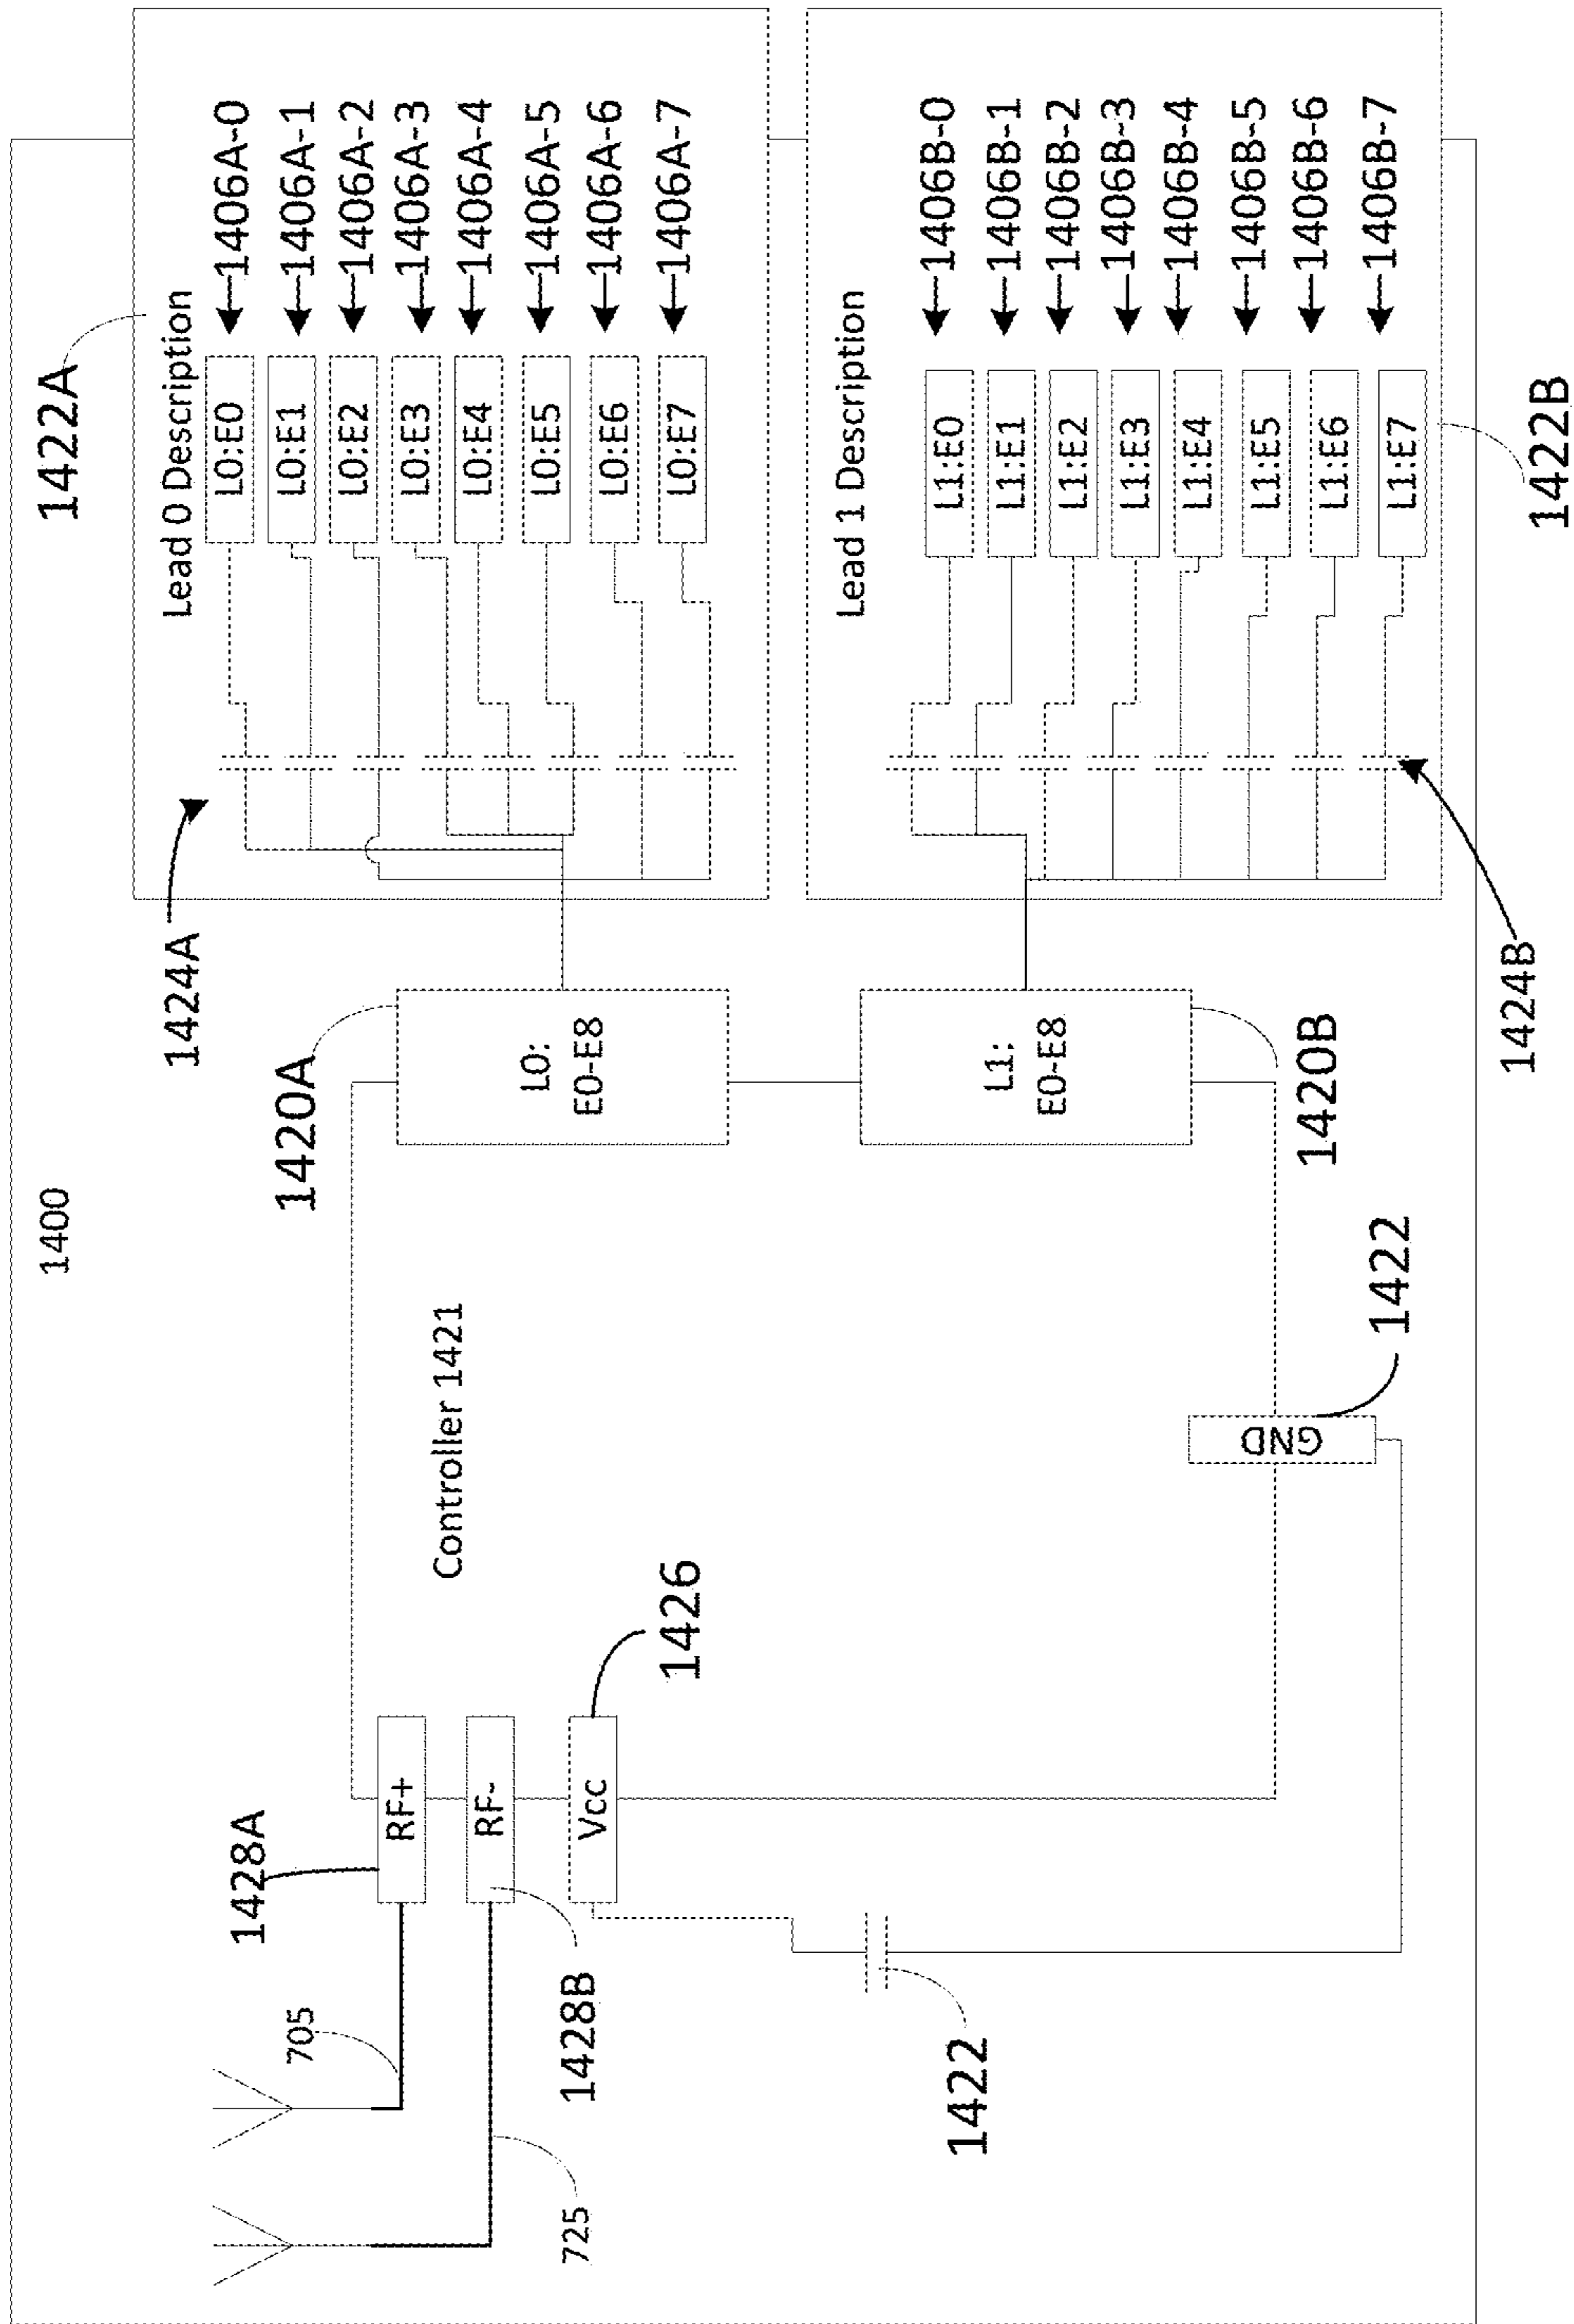 1400
1422A
Lead 0 Description
L0:E0
1406A-0
L0:E1
1406A-1
L0:E2
1406A-2
L0:E3
1406A-3
L0:E4
1406A-4
L0:E5
1406A-5
L0:E6
1406A-6
L0:E7
1406A-7
1424A
1420A
L0:
E0-E8
Controller 1421
1428A
RF+
705
RF-
1428B
725
Vcc
1426
1422
GND
1422
L1:
E0-E8
1420B
Lead 1 Description
L1:E0
1406B-0
L1:E1
1406B-1
L1:E2
1406B-2
L1:E3
1406B-3
L1:E4
1406B-4
L1:E5
1406B-5
L1:E6
1406B-6
L1:E7
1406B-7
1424B
1422B